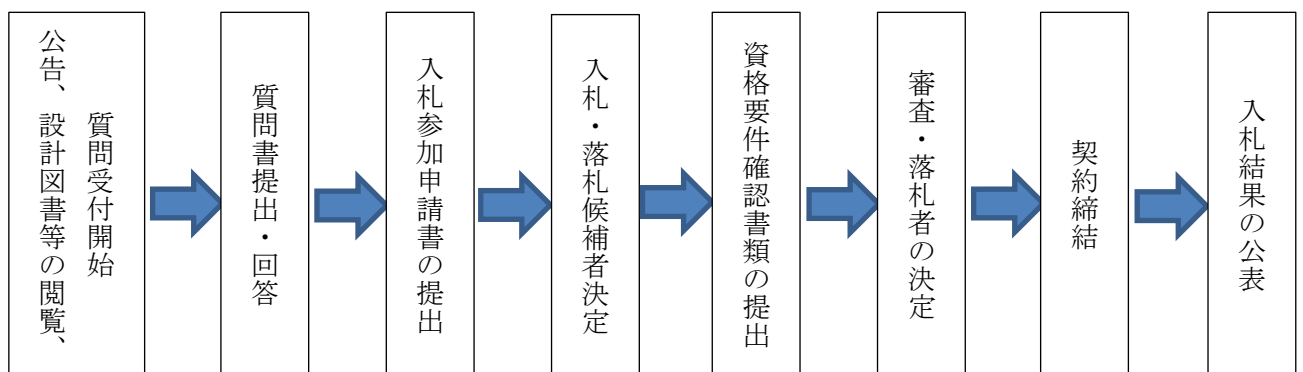 公告、設計図書等の閲覧、
質問受付開始
質問書提出・回答
入札参加申請書の提出
入札・落札候補者決定
資格要件確認書類の提出
審査・落札者の決定
契約締結
入札結果の公表